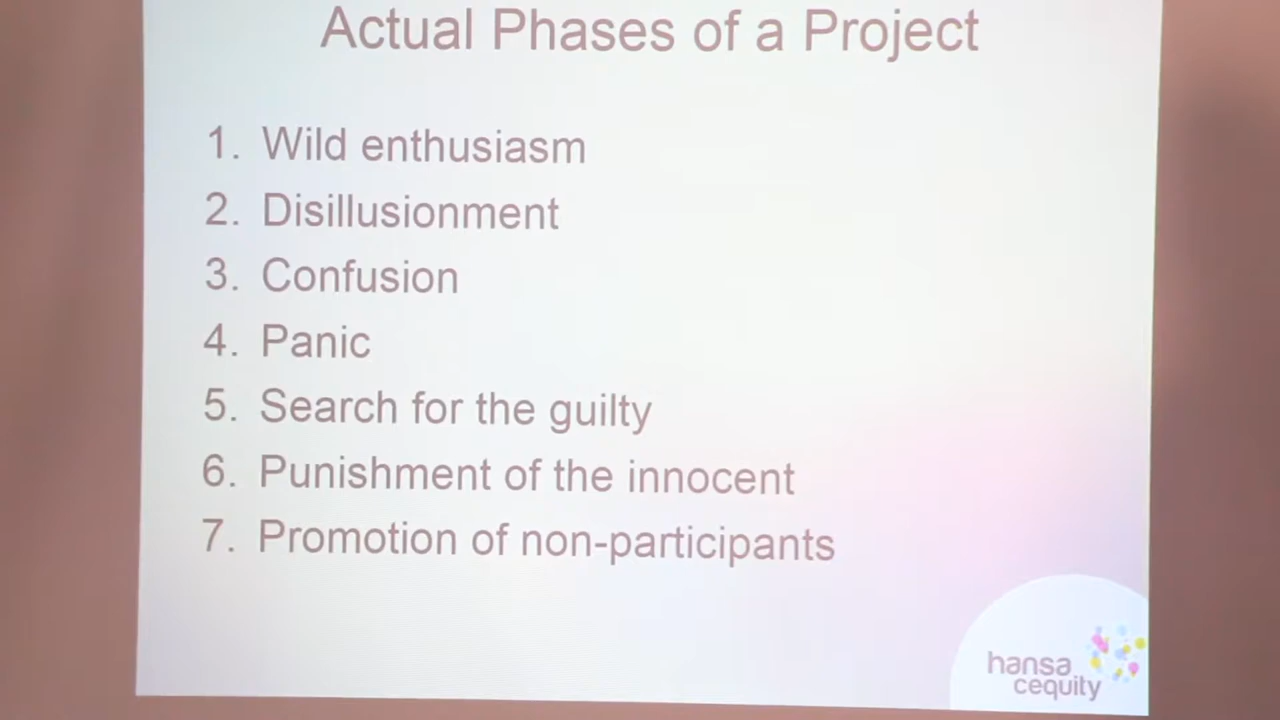 Actual Phases of a Project
1. Wild enthusiasm
2. Disillusionment
3. Confusion
4. Panic
5. Search for the guilty
6. Punishment of the innocent
7. Promotion of non-participants
hansa
cequity